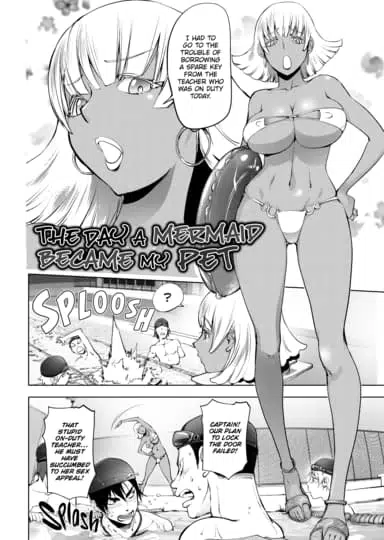 I HAD TO
GO TO THE
TROUBLE OF
BORROWING
A SPARE KEY
FROM THE
TEACHER WHO
WAS ON DUTY
TODAY.
THE DAY A MERMAID
BECAME MY PET
SPLOOSH
?
CAPTAIN!
OUR PLAN
TO LOCK
THE DOOR
FAILED!
THAT
STUPID
ON-DUTY
TEACHER...
HE MUST
HAVE
SUCCUMBED
TO HER SEX
APPEAL!
SPLOSH